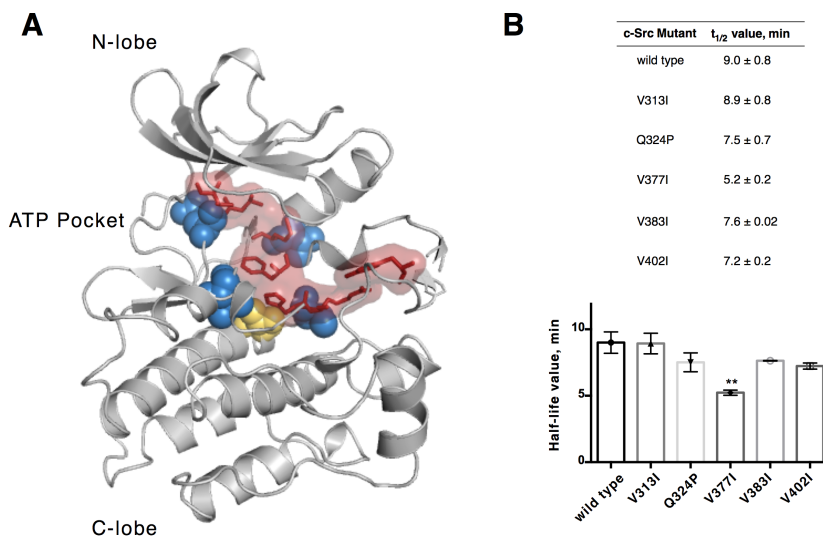 A
N-lobe
ATP Pocket
C-lobe
B
c-Src Mutant t1/2 value, min
wild type 9.0 ± 0.8
V313I 8.9 ± 0.8
Q324P 7.5 ± 0.7
V377I 5.2 ± 0.2
V383I 7.6 ± 0.02
V402I 7.2 ± 0.2
Half-life value, min
10
5
0
**
wild type
V313I
Q324P
V377I
V383I
V402I